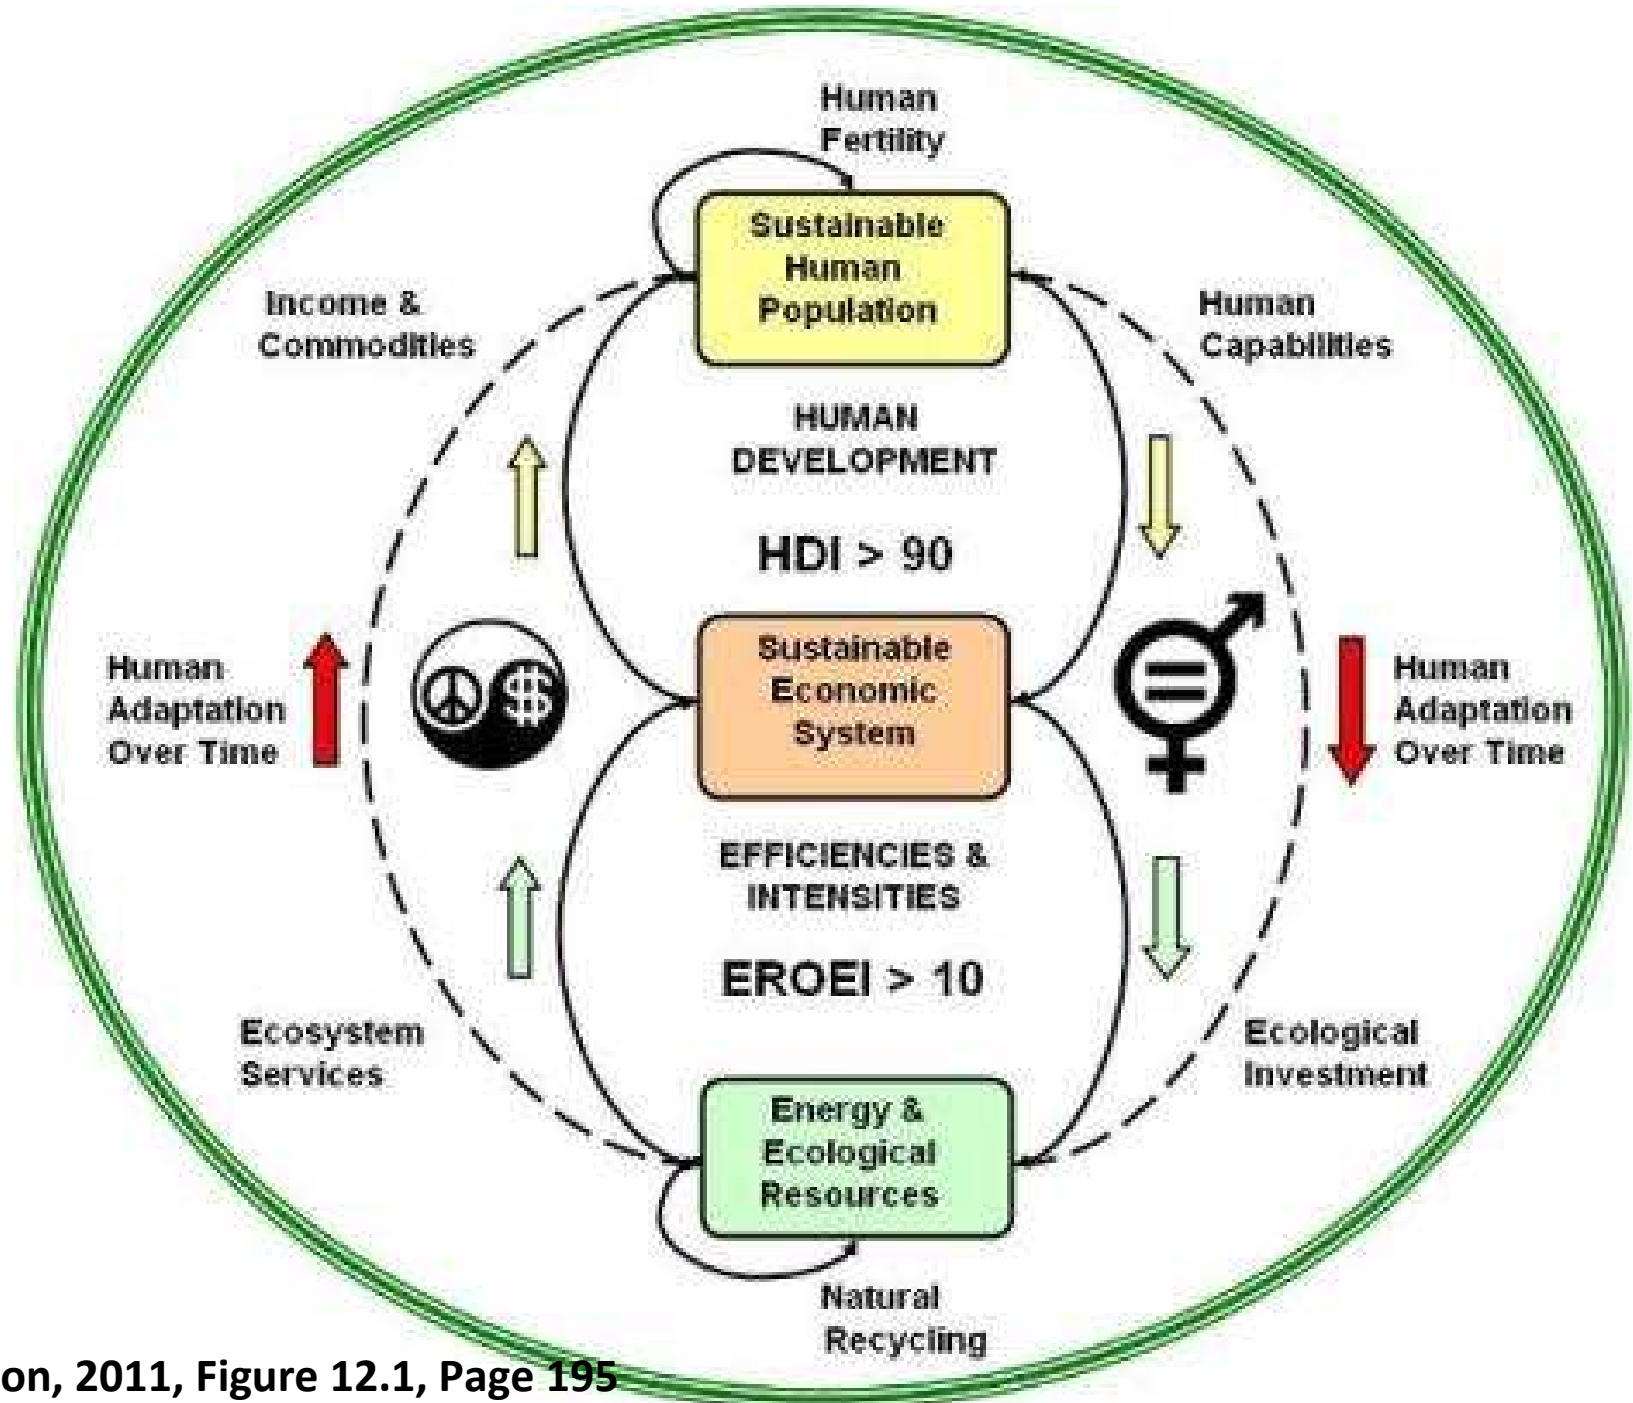 Human
Fertility
Sustainable
Human
Population
Income &
Commodities
Human
Capabilities
HUMAN
DEVELOPMENT
HDI > 90
Human
Adaptation
Over Time
$
Sustainable
Economic
System
=
Human
Adaptation
Over Time
EFFICIENCIES &
INTENSITIES
EROEI > 10
Ecosystem
Services
Ecological
Investment
Energy &
Ecological
Resources
Natural
Recycling
on, 2011, Figure 12.1, Page 195